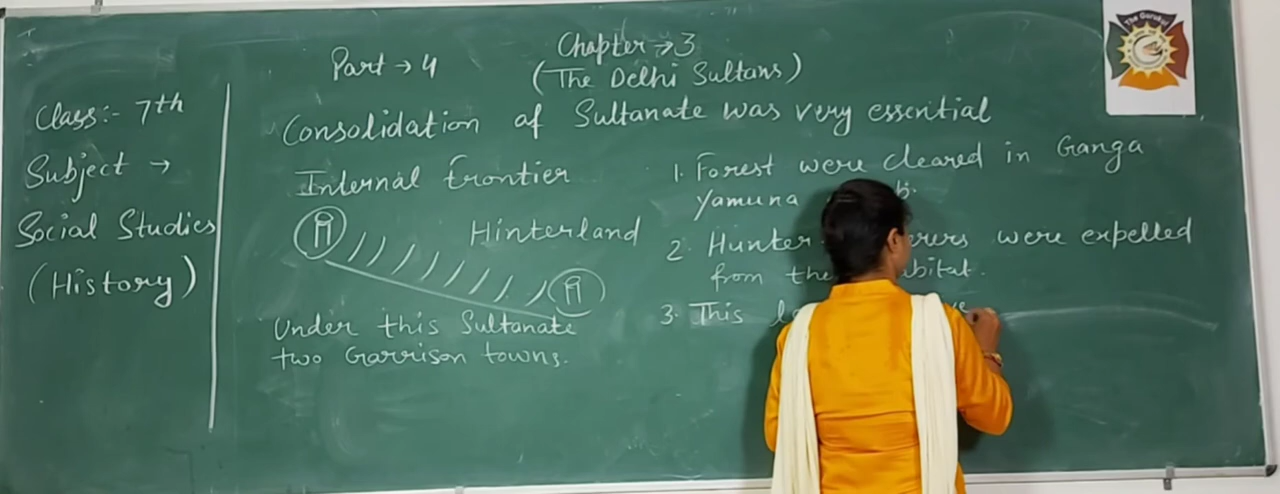 Class:- 7th
Subject →
Social Studies
(History)
Part → 4
Chapter → 3
(The Delhi Sultans)
Consolidation of Sultanate was very essential
Internal frontier
Hinterland
Under this Sultanate
two Garrison towns.
1. Forest were cleared in Ganga
Yamuna
2. Hunter were expelled
from
3. This
The Gurukul